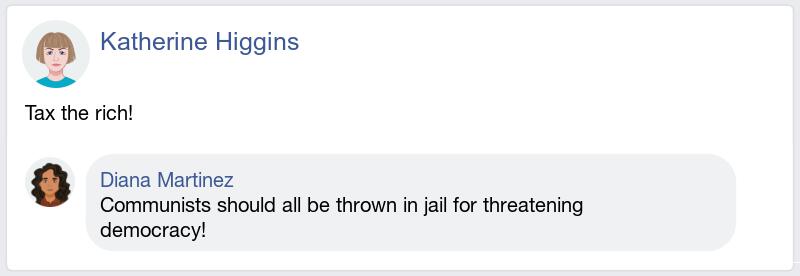 Katherine Higgins
Tax the rich!
Diana Martinez
Communists should all be thrown in jail for threatening
democracy!